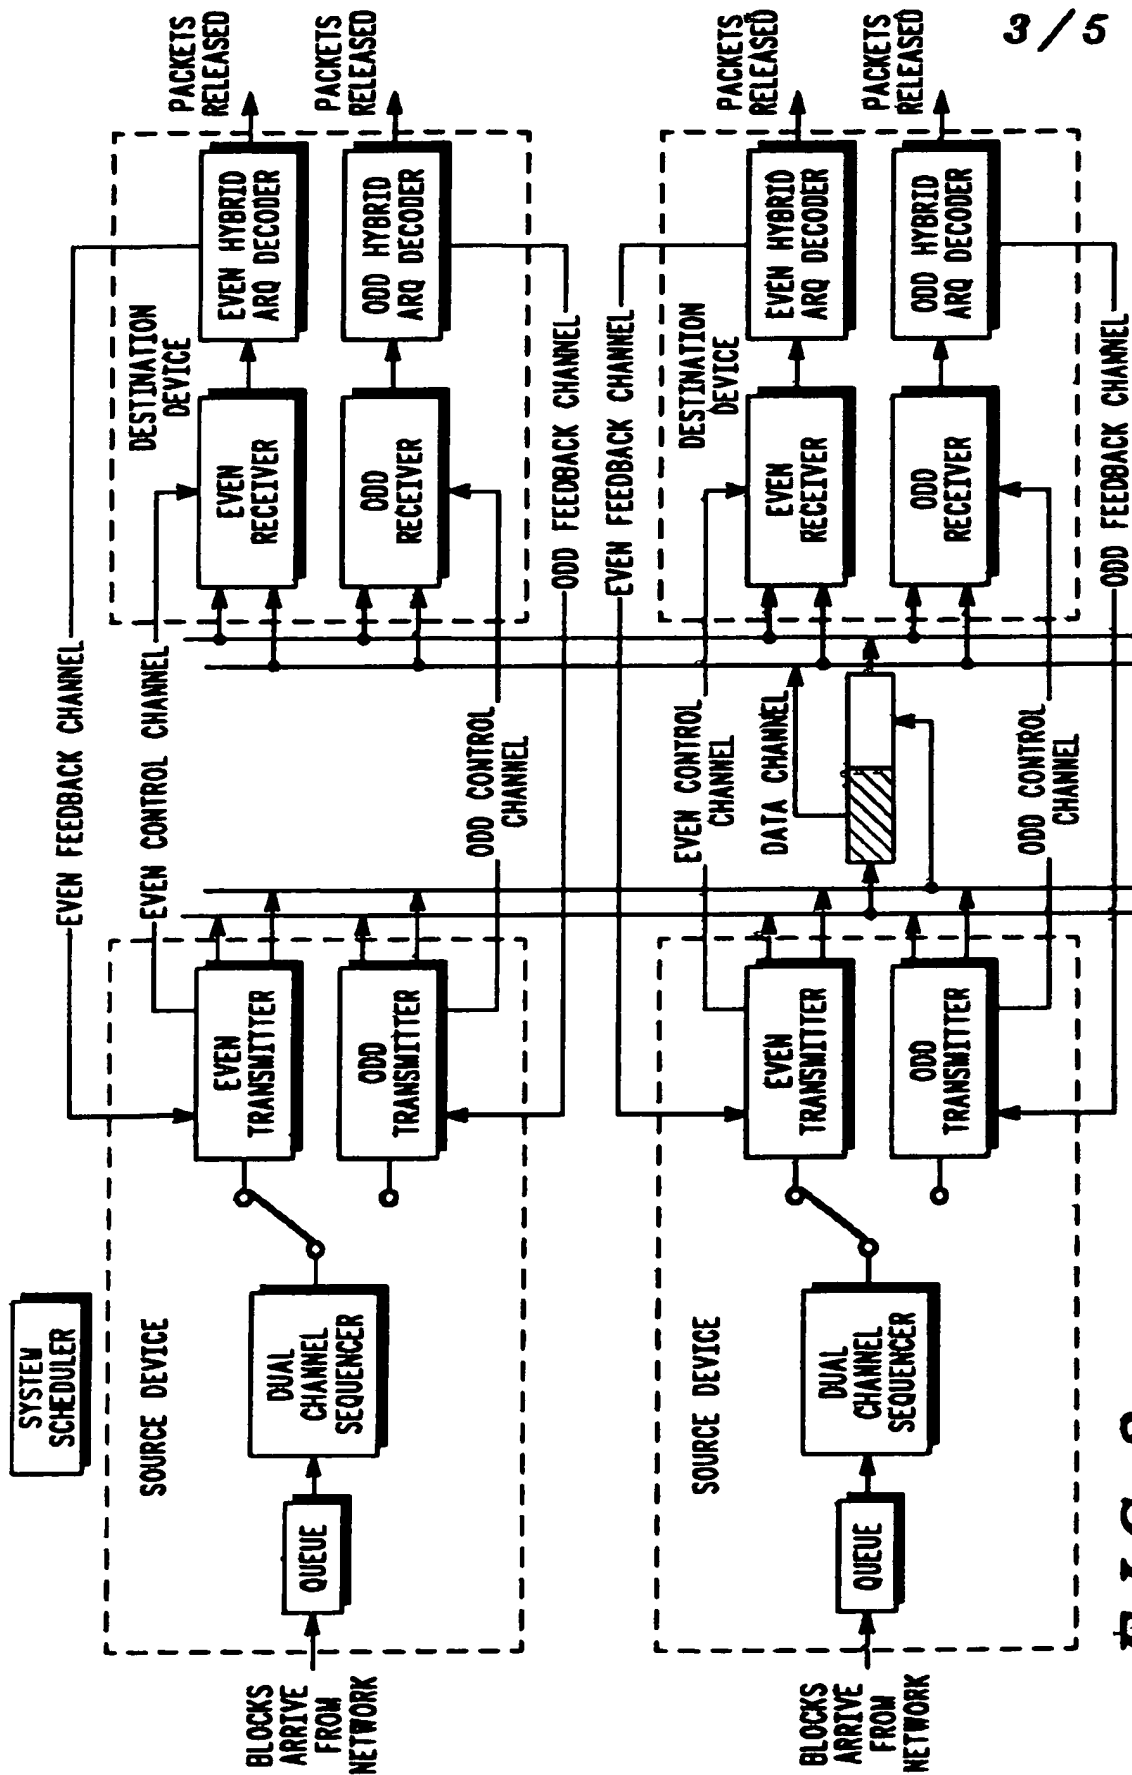 3/5
SYSTEM
SCHEDULER
EVEN FEEDBACK CHANNEL
EVEN CONTROL CHANNEL
BLOCKS
ARRIVE
FROM
NETWORK
SOURCE DEVICE
QUEUE
DUAL
CHANNEL
SEQUENCER
EVEN
TRANSMITTER
ODD
TRANSMITTER
ODD CONTROL
CHANNEL
DESTINATION
DEVICE
EVEN
RECEIVER
ODD
RECEIVER
EVEN HYBRID
ARQ DECODER
ODD HYBRID
ARQ DECODER
PACKETS
RELEASED
PACKETS
RELEASED
ODD FEEDBACK CHANNEL
EVEN FEEDBACK CHANNEL
EVEN CONTROL
CHANNEL
DATA CHANNEL
BLOCKS
ARRIVE
FROM
NETWORK
SOURCE DEVICE
QUEUE
DUAL
CHANNEL
SEQUENCER
EVEN
TRANSMITTER
ODD
TRANSMITTER
ODD CONTROL
CHANNEL
DESTINATION
DEVICE
EVEN
RECEIVER
ODD
RECEIVER
EVEN HYBRID
ARQ DECODER
ODD HYBRID
ARQ DECODER
PACKETS
RELEASED
PACKETS
RELEASED
ODD FEEDBACK CHANNEL